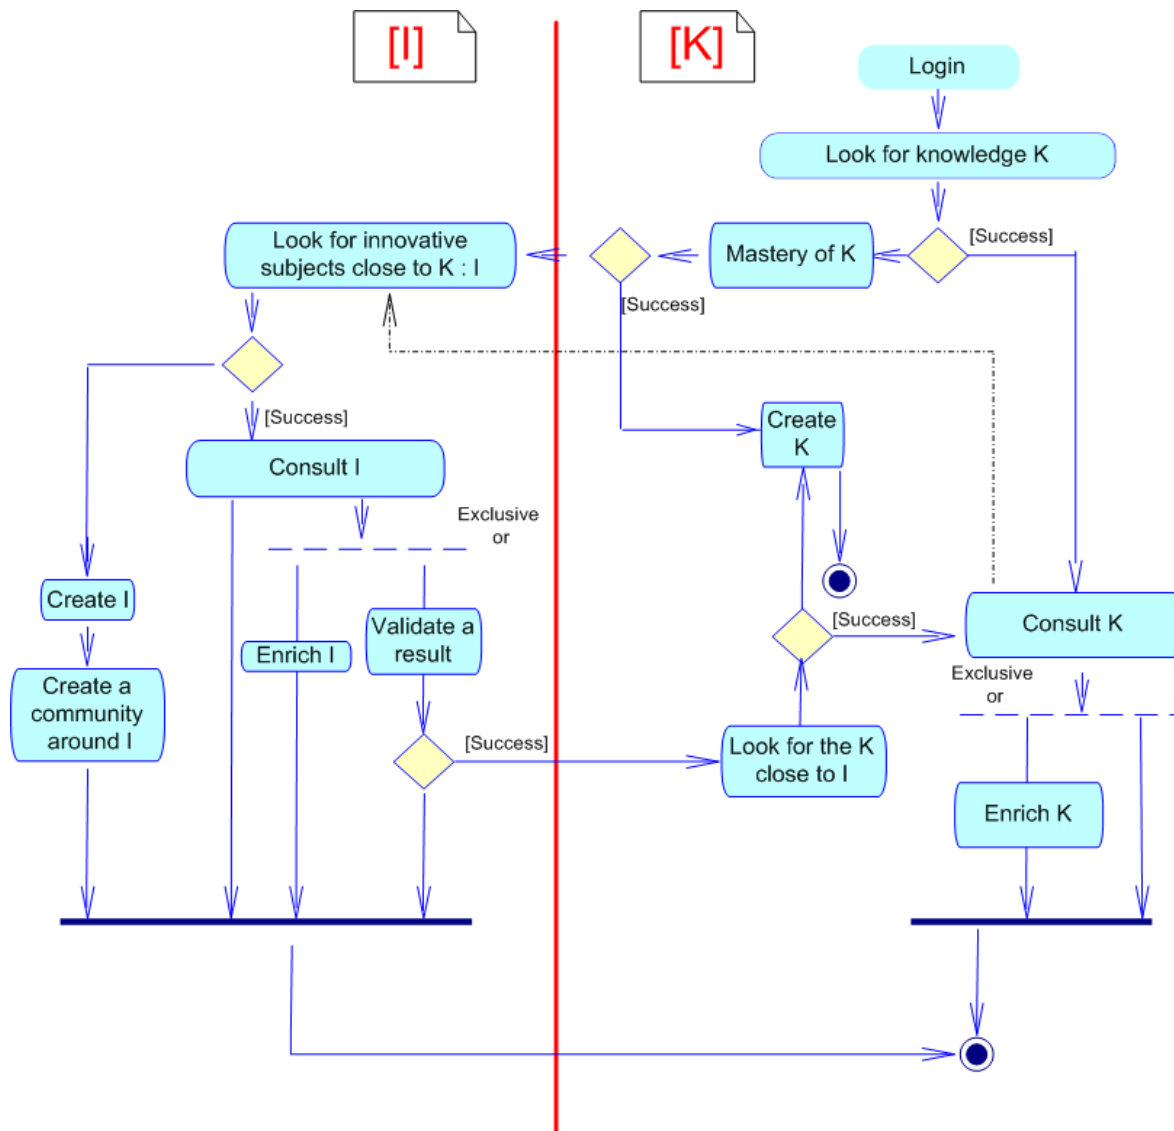 [I]
[K]
Login
Look for knowledge K
[Success]
Mastery of K
Look for innovative
subjects close to K : I
[Success]
[Success]
Create
K
Consult I
Exclusive
or
Create I
Validate a
result
Enrich I
[Success]
Consult K
Exclusive
or
Create a
community
around I
[Success]
Look for the K
close to I
Enrich K